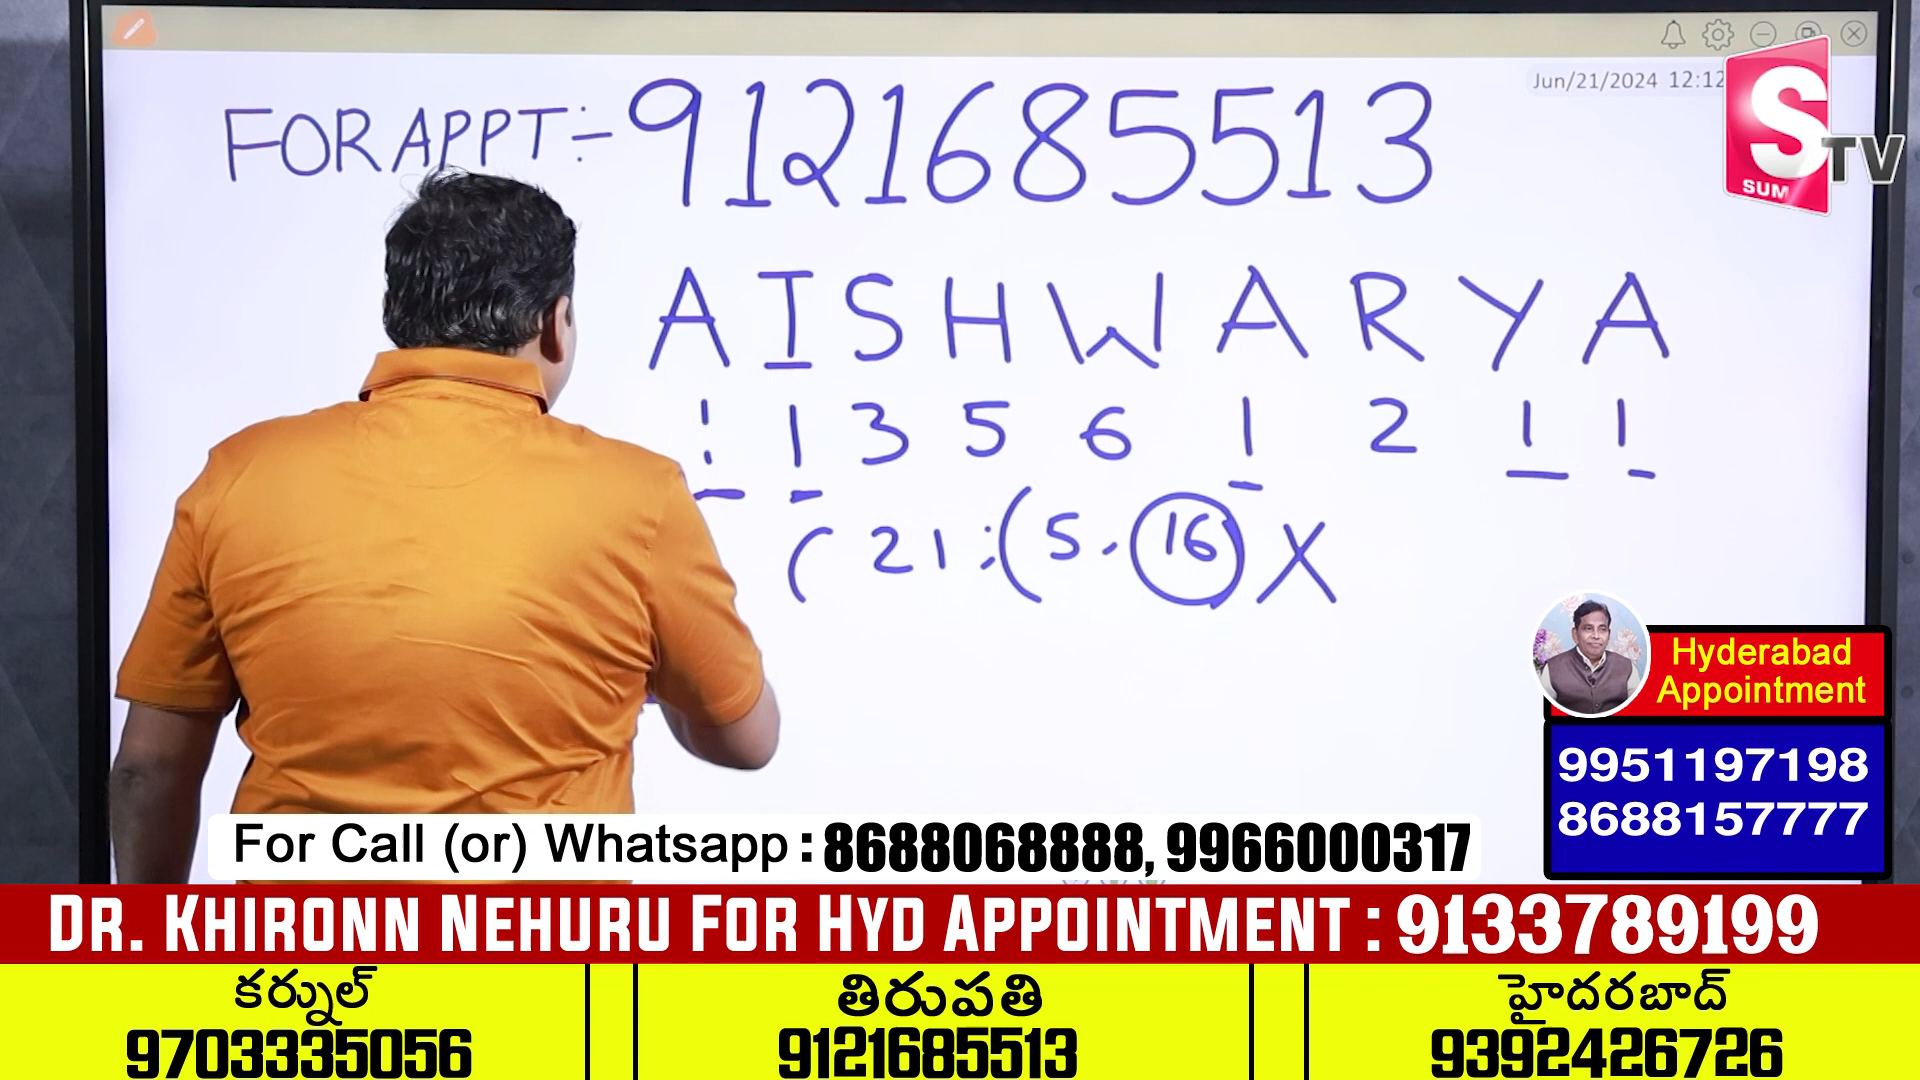 Jun/21/2024 12:12
FOR APPT:- 9121685513
S TV
SUM
AISHWARYA
1 1 3 5 6 1 2 1 1
( 21 :( 5. 16 X
Hyderabad
Appointment
9951197198
8688157777
For Call (or) Whatsapp : 8688068888, 9966000317
DR. KHIRONN NEHURU FOR HYD APPOINTMENT : 9133789199
కర్నుల్
9703335056
తిరుపతి
9121685513
హైదరబాద్
9392426726